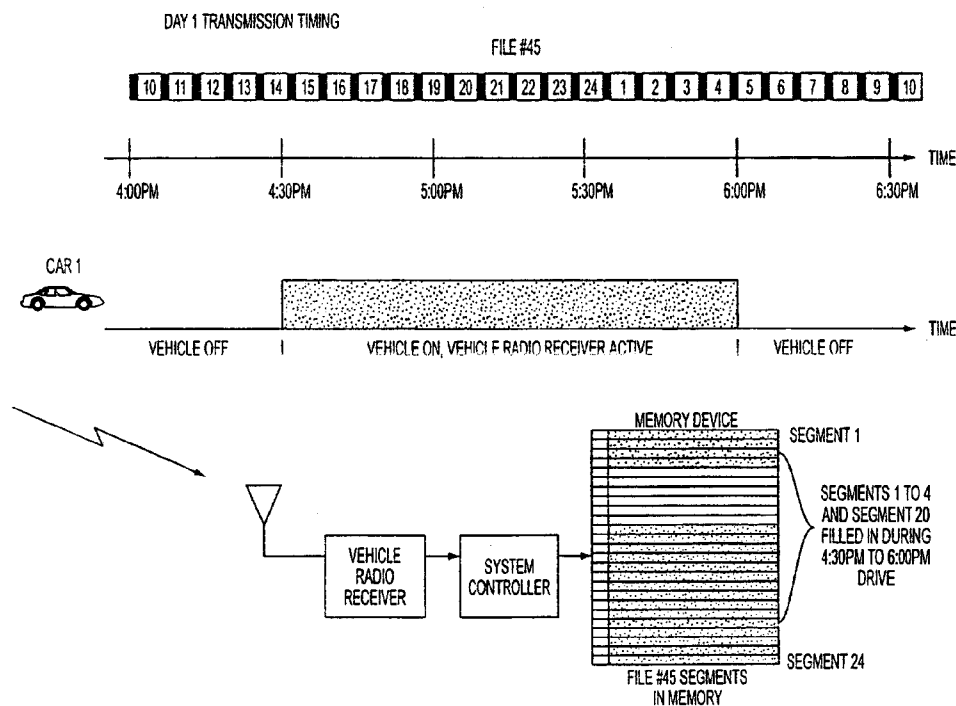 DAY 1 TRANSMISSION TIMING
FILE #45
10 11 12 13 14 15 16 17 18 19 20 21 22 23 24 1 2 3 4 5 6 7 8 9 10
TIME
4:00PM 4:30PM 5:00PM 5:30PM 6:00PM 6:30PM
CAR 1
TIME
VEHICLE OFF VEHICLE ON, VEHICLE RADIO RECEIVER ACTIVE VEHICLE OFF
MEMORY DEVICE
SEGMENT 1
SEGMENTS 1 TO 4
AND SEGMENT 20
FILLED IN DURING
4:30PM TO 6:00PM
DRIVE
VEHICLE
RADIO
RECEIVER
SYSTEM
CONTROLLER
SEGMENT 24
FILE #45 SEGMENTS
IN MEMORY